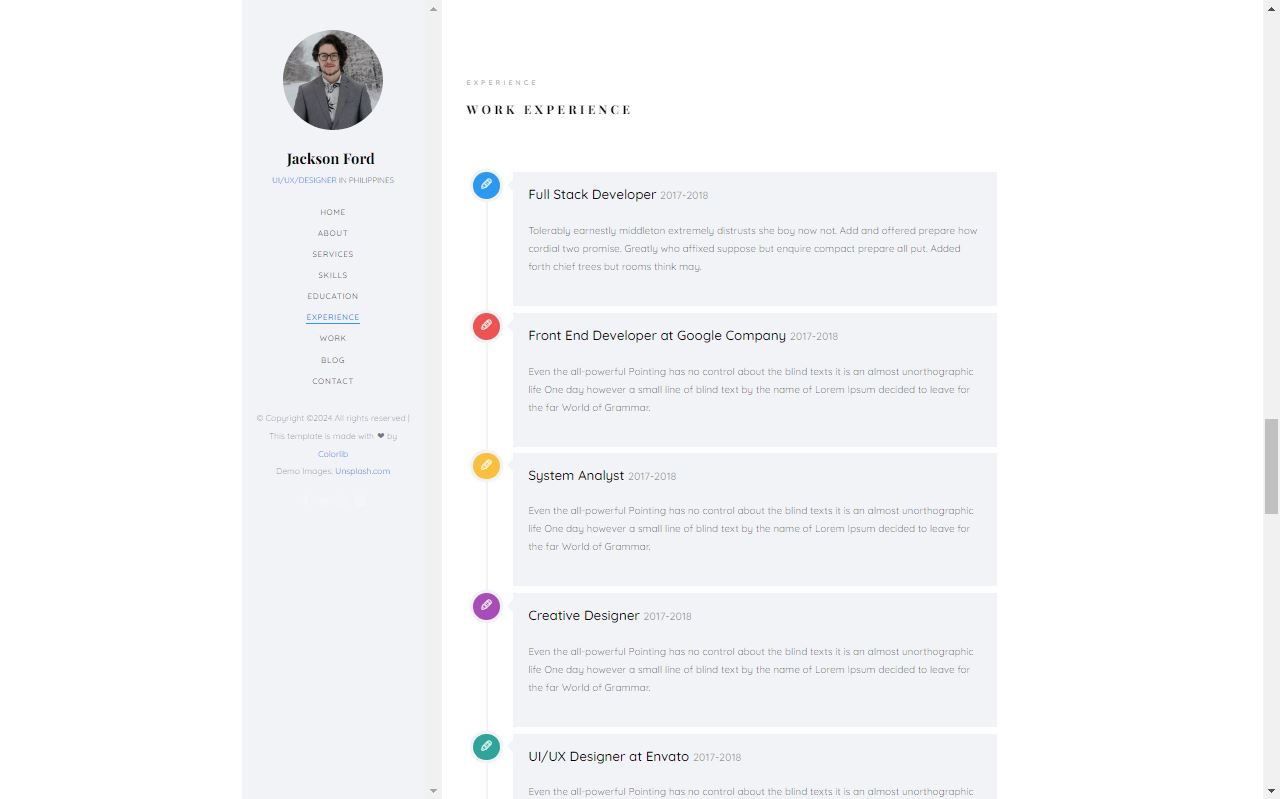 Jackson Ford
UI/UX/DESIGNER IN PHILIPPINES
HOME
ABOUT
SERVICES
SKILLS
EDUCATION
EXPERIENCE
WORK
BLOG
CONTACT
© Copyright ©2024 All rights reserved |
This template is made with ❤ by
Colorlib
Demo Images: Unsplash.com
EXPERIENCE
WORK EXPERIENCE
Full Stack Developer 2017-2018
Tolerably earnestly middleton extremely distrusts she boy now not. Add and offered prepare how
cordial two promise. Greatly who affixed suppose but enquire compact prepare all put. Added
forth chief trees but rooms think may.
Front End Developer at Google Company 2017-2018
Even the all-powerful Pointing has no control about the blind texts it is an almost unorthographic
life One day however a small line of blind text by the name of Lorem Ipsum decided to leave for
the far World of Grammar.
System Analyst 2017-2018
Even the all-powerful Pointing has no control about the blind texts it is an almost unorthographic
life One day however a small line of blind text by the name of Lorem Ipsum decided to leave for
the far World of Grammar.
Creative Designer 2017-2018
Even the all-powerful Pointing has no control about the blind texts it is an almost unorthographic
life One day however a small line of blind text by the name of Lorem Ipsum decided to leave for
the far World of Grammar.
UI/UX Designer at Envato 2017-2018
Even the all-powerful Pointing has no control about the blind texts it is an almost unorthographic